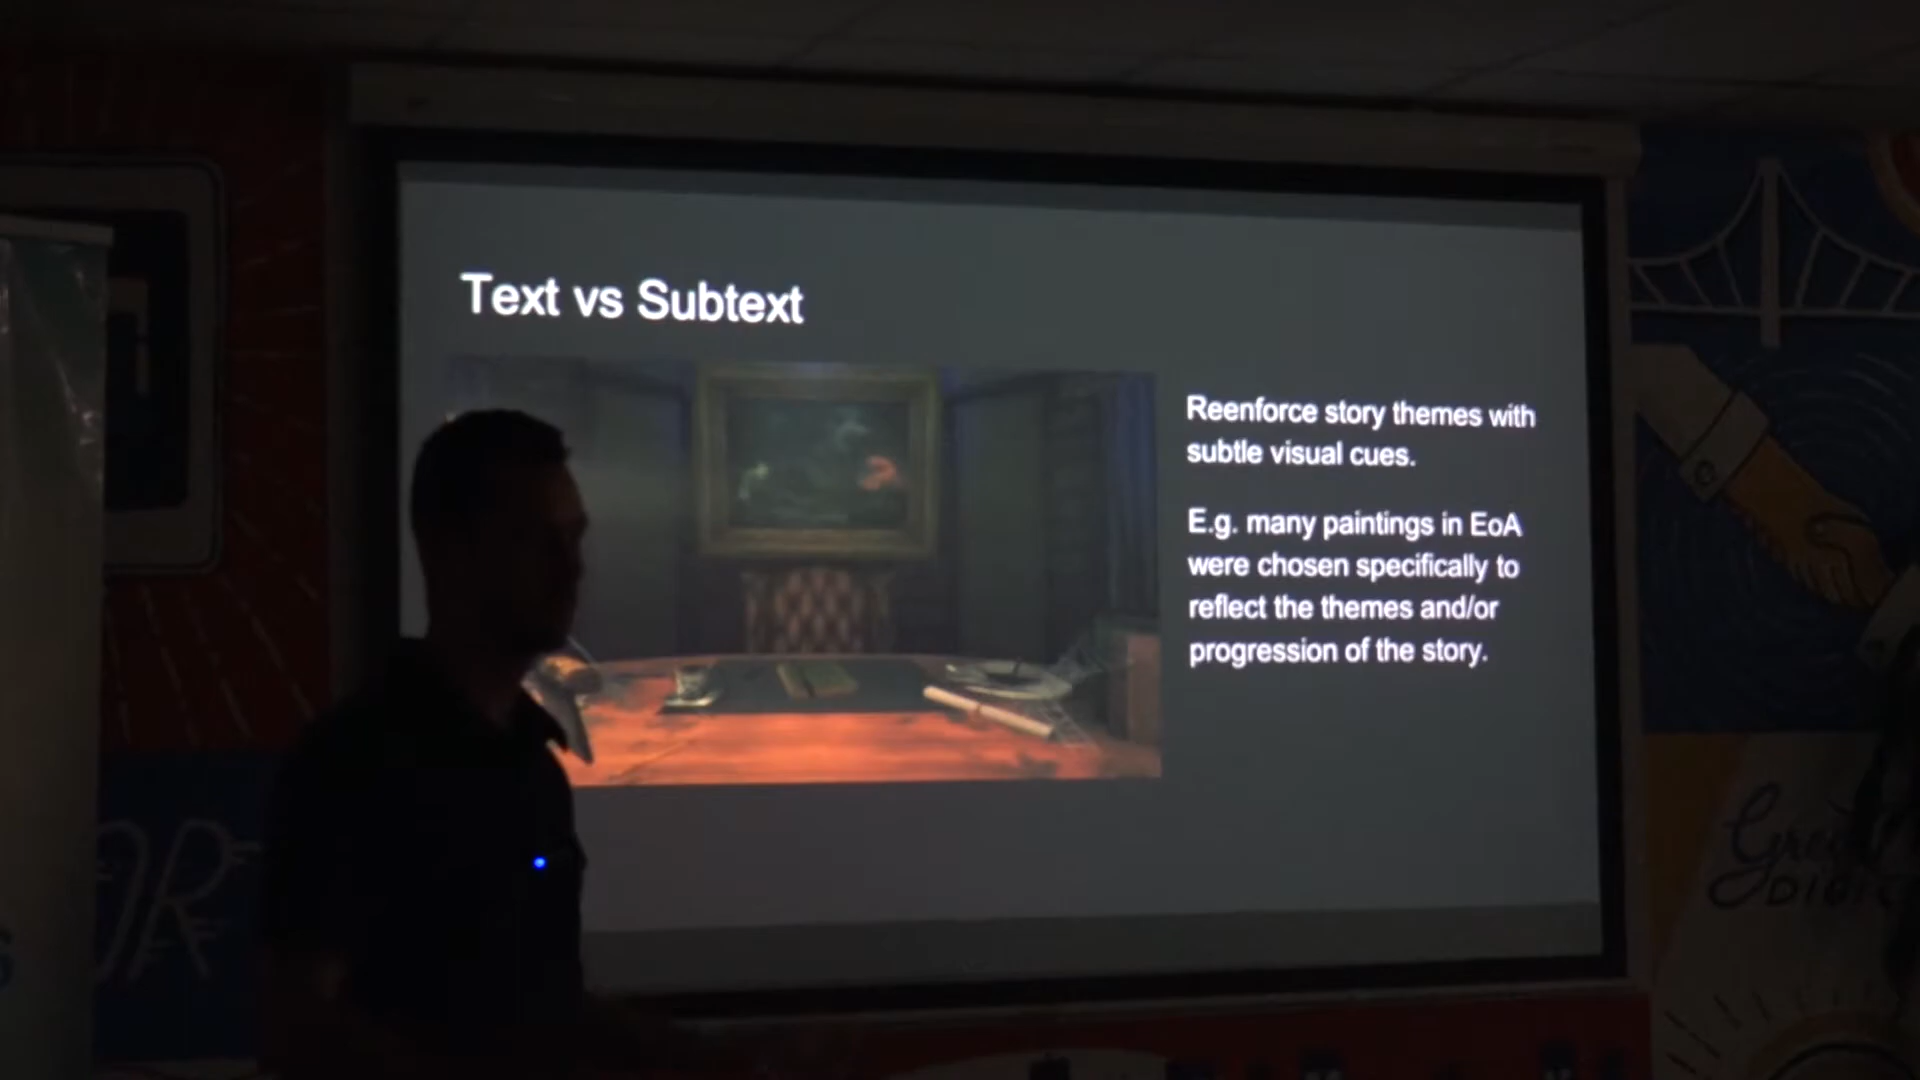 Text vs Subtext
Reenforce story themes with
subtle visual cues.
E.g. many paintings in EoA
were chosen specifically to
reflect the themes and/or
progression of the story.